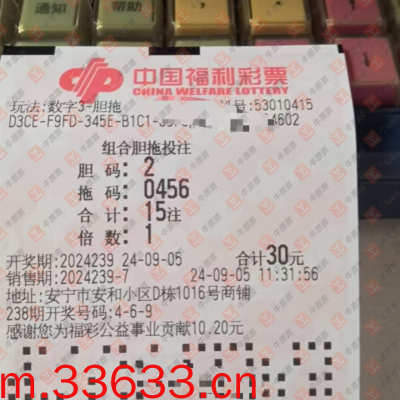 通知
帮助
中国福利彩票
CHINA WELFARE LOTTERY
玩法:数字3-胆拖
号:53010415
D3CE-F9FD-345E-B1C1-
4602
组合胆拖投注
胆码: 2
拖码: 0456
合计: 15注
倍数: 1
开奖期:2024239 24-09-05 合计30元
销售期:2024239-7 24-09-05 11:31:56
地址:安宁市安和小区D栋1016号商铺
238期开奖号码:4-6-9
感谢您为福彩公益事业贡献10.20元
m.33633.cn